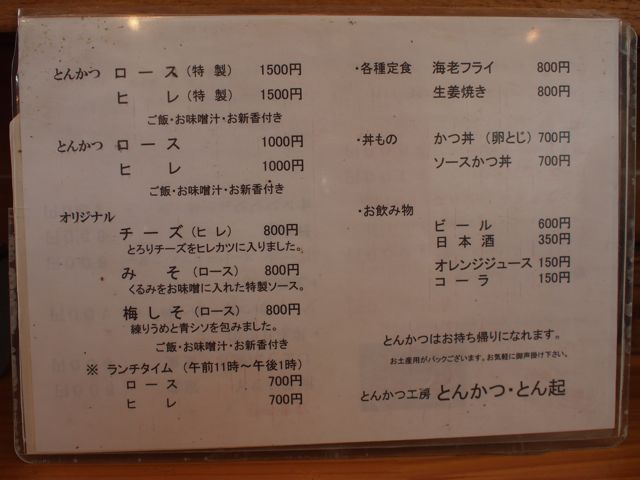 とんかつ ロース（特製） 1500円
ヒレ（特製） 1500円
ご飯・お味噌汁・お新香付き
とんかつ ロース 1000円
ヒレ 1000円
ご飯・お味噌汁・お新香付き
オリジナル
チーズ（ヒレ） 800円
とろりチーズをヒレカツに入りました。
みそ（ロース） 800円
くるみをお味噌に入れた特製ソース。
梅しそ（ロース） 800円
練りうめと青シソを包みました。
ご飯・お味噌汁・お新香付き
※ ランチタイム（午前11時～午後1時）
ロース 700円
ヒレ 700円
・各種定食 海老フライ 800円
生姜焼き 800円
・丼もの かつ丼（卵とじ） 700円
ソースかつ丼 700円
・お飲み物
ビール 600円
日本酒 350円
オレンジジュース 150円
コーラ 150円
とんかつはお持ち帰りになれます。
お土産用がパックございます。お気軽に御声掛け下さい。
とんかつ工房 とんかつ・とん起